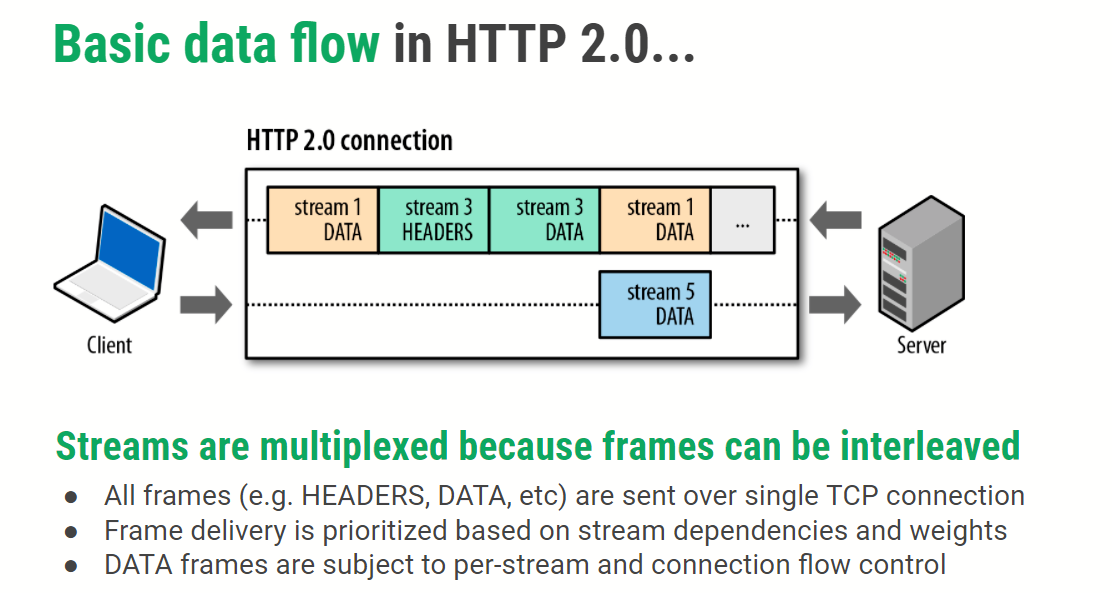 Basic data flow in HTTP 2.0...
HTTP 2.0 connection
stream 1
DATA
stream 3
HEADERS
stream 3
DATA
stream 1
DATA
...
stream 5
DATA
Client
Server
Streams are multiplexed because frames can be interleaved
● All frames (e.g. HEADERS, DATA, etc) are sent over single TCP connection
● Frame delivery is prioritized based on stream dependencies and weights
● DATA frames are subject to per-stream and connection flow control